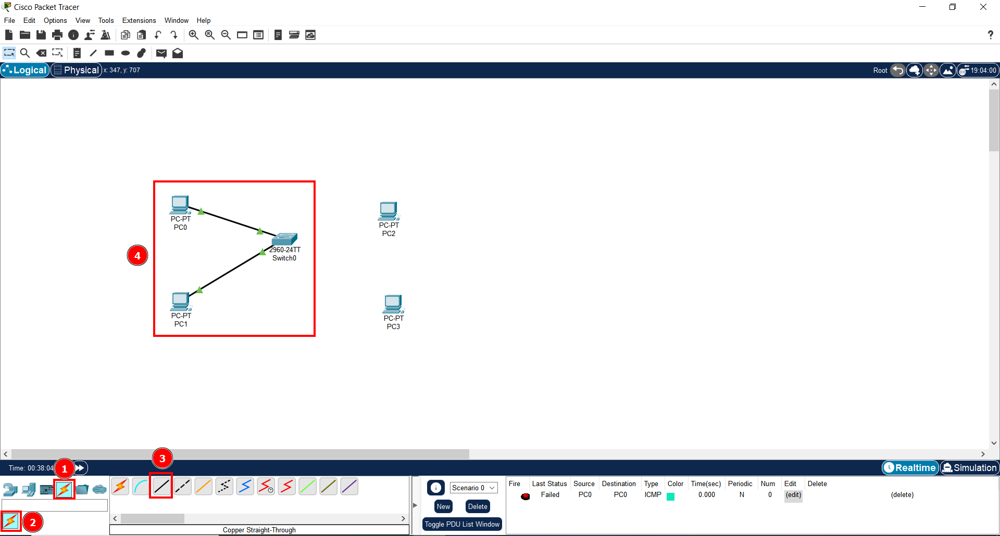 Cisco Packet Tracer
File Edit Options View Tools Extensions Window Help
Logical Physical x: 347, y: 707 Root 19:04:00
PC-PT
PC0
2960-24TT
Switch0
PC-PT
PC1
PC-PT
PC2
PC-PT
PC3
4
Time: 00:38:04 1 3 Realtime Simulation
2
Copper Straight-Through
Scenario 0
New Delete
Toggle PDU List Window
Fire Last Status Source Destination Type Color Time(sec) Periodic Num Edit Delete
Failed PC0 PC0 ICMP 0.000 N 0 (edit) (delete)